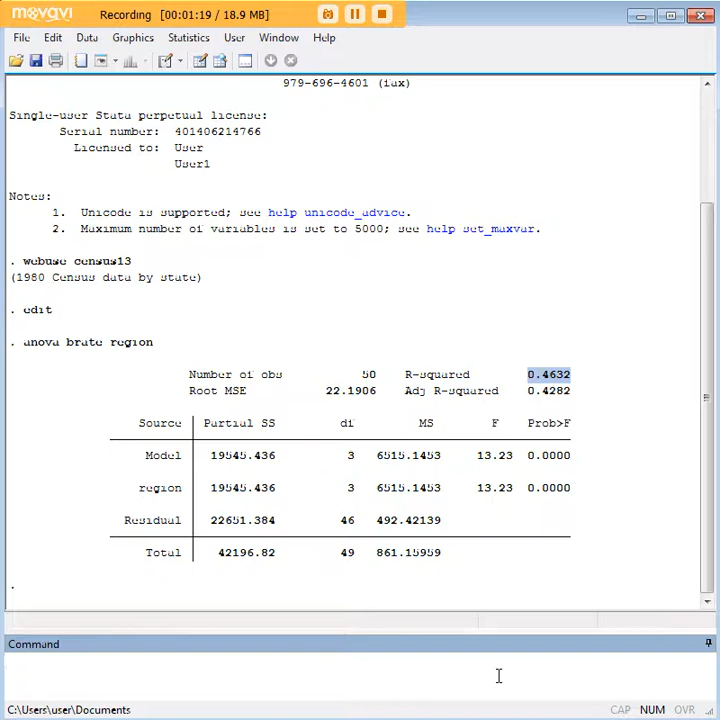 movavi Recording [00:01:19 / 18.9 MB]
File Edit Data Graphics Statistics User Window Help
979-696-4601 (fax)
Single-user Stata perpetual license:
Serial number: 401406214766
Licensed to: User
User1
Notes:
1. Unicode is supported; see help unicode_advice.
2. Maximum number of variables is set to 5000; see help set_maxvar.
. webuse census13
(1980 Census data by state)
. edit
. anova brate region
Number of obs 50 R-squared 0.4632
Root MSE 22.1906 Adj R-squared 0.4282
Source Partial SS df MS F Prob>F
Model 19545.436 3 6515.1453 13.23 0.0000
region 19545.436 3 6515.1453 13.23 0.0000
Residual 22651.384 46 492.42139
Total 42196.82 49 861.15959
.
Command
C:\Users\user\Documents CAP NUM OVR